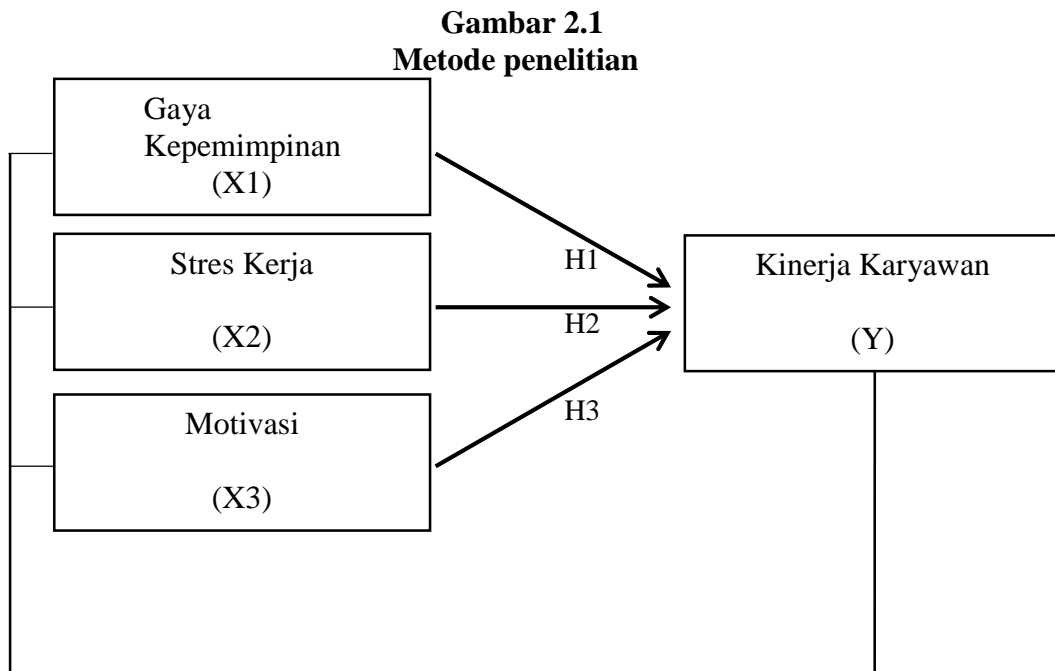 Gambar 2.1
Metode penelitian
Gaya
Kepemimpinan
(X1)
Stres Kerja
(X2)
Motivasi
(X3)
H1
H2
H3
Kinerja Karyawan
(Y)